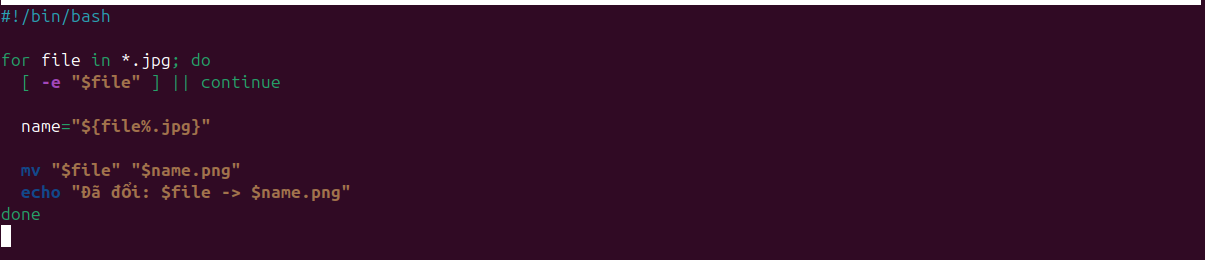 #!/bin/bash
for file in *.jpg; do
[ -e "$file" ] || continue
name="${file%.jpg}"
mv "$file" "$name.png"
echo "Đã đổi: $file -> $name.png"
done